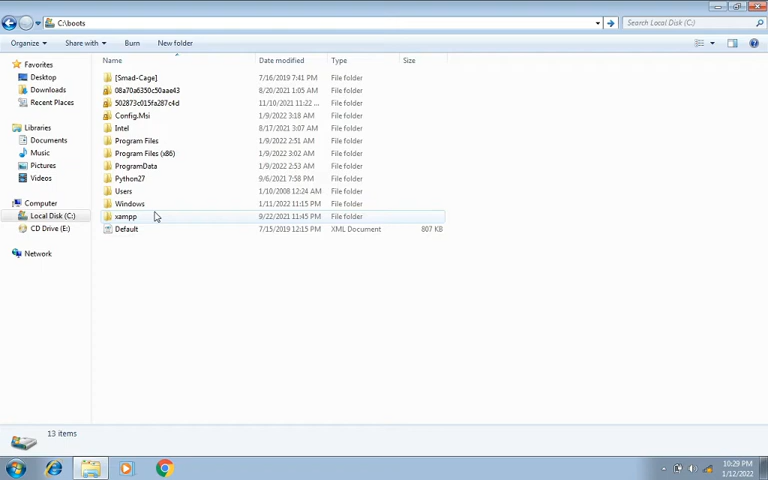 C:\boots
Search Local Disk (C:)
Organize Share with Burn New folder
Name Date modified Type Size
Favorites
Desktop
Downloads
Recent Places
Libraries
Documents
Music
Pictures
Videos
Computer
Local Disk (C:)
CD Drive (E:)
Network
[Smad-Cage] 7/16/2019 7:41 PM File folder
08a70a6350c50aae43 8/20/2021 1:05 AM File folder
502873c015fa287c4d 11/10/2021 11:22 ... File folder
Config.Msi 1/9/2022 3:18 AM File folder
Intel 8/17/2021 3:07 AM File folder
Program Files 1/9/2022 2:51 AM File folder
Program Files (x86) 1/9/2022 3:02 AM File folder
ProgramData 1/9/2022 2:53 AM File folder
Python27 9/6/2021 7:58 PM File folder
Users 1/10/2008 12:24 AM File folder
Windows 1/11/2022 11:15 PM File folder
xampp 9/22/2021 11:45 PM File folder
Default 7/15/2019 12:15 PM XML Document 807 KB
13 items
10:29 PM
1/12/2022